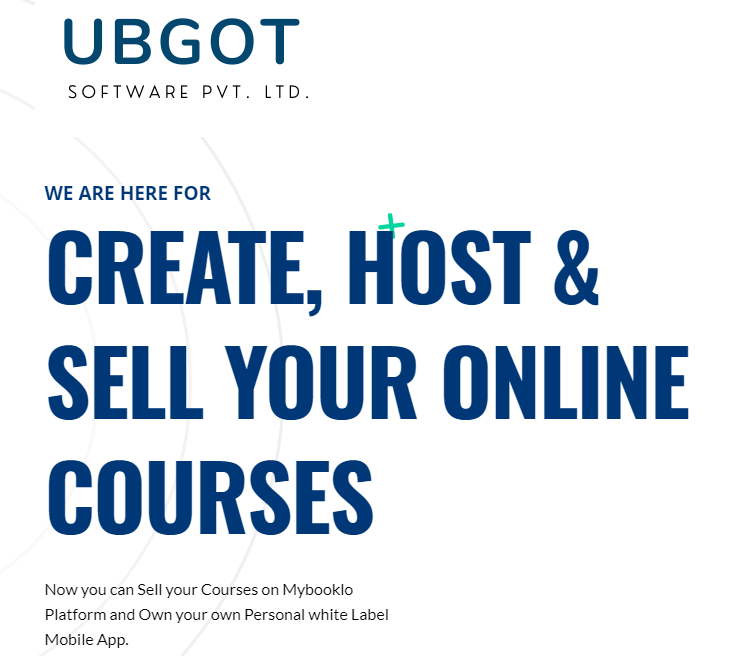 UBGOT
SOFTWARE PVT. LTD.
WE ARE HERE FOR
CREATE, HOST &
SELL YOUR ONLINE
COURSES
Now you can Sell your Courses on Mybooklo
Platform and Own your own Personal white Label
Mobile App.